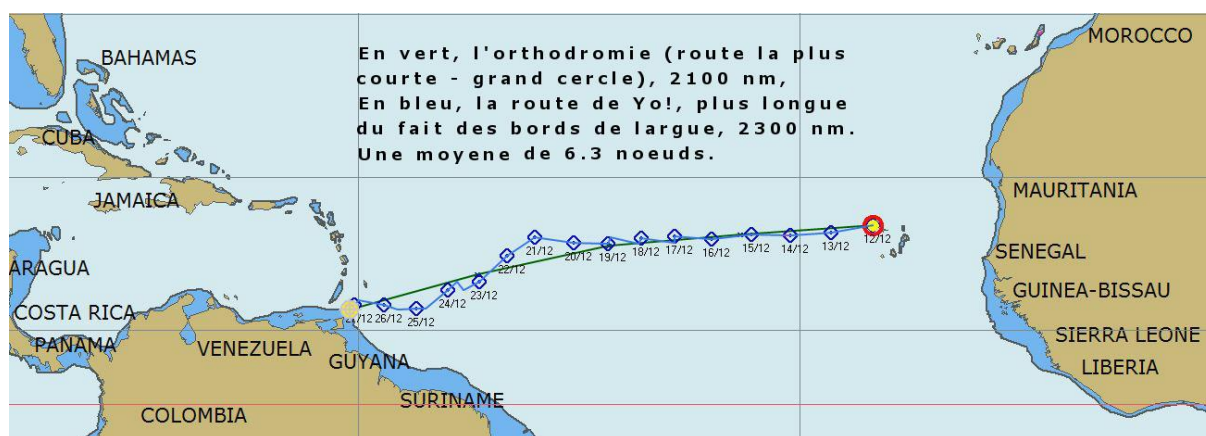 MOROCCO
BAHAMAS
En vert, l'orthodromie (route la plus
courte - grand cercle), 2100 nm,
En bleu, la route de Yo!, plus longue
du fait des bords de largue, 2300 nm.
Une moyene de 6.3 noeuds.
CUBA
JAMAICA
MAURITANIA
21/12
20/12
19/12
18/12
17/12
16/12
15/12
14/12
13/12
12/12
SENEGAL
ARAGUA
22/12
23/12
24/12
25/12
26/12
/12
GUINEA-BISSAU
COSTA RICA
SIERRA LEONE
PANAMA
VENEZUELA
GUYANA
LIBERIA
SURINAME
COLOMBIA